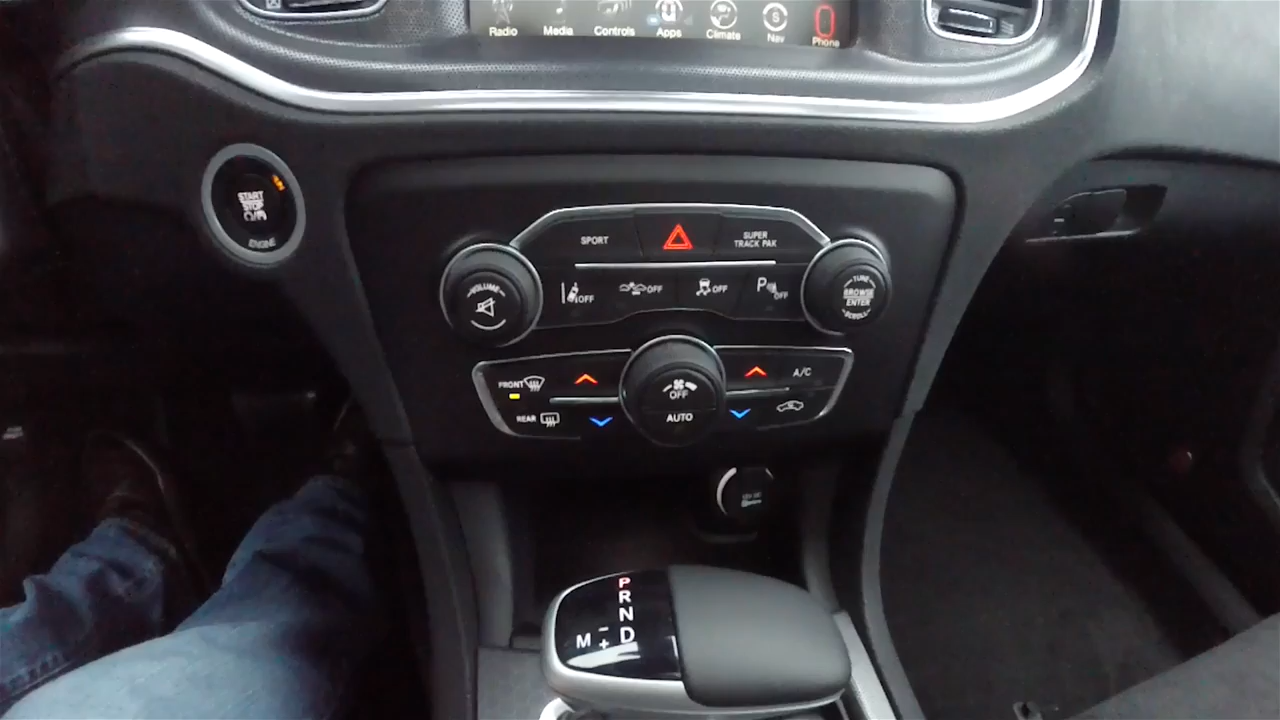 Radio Media Controls Apps Climate Nav Phone
S
START
STOP
ENGINE
SPORT
SUPER
TRACK PAK
VOLUME
OFF
OFF
OFF
P OFF
TUNE
BROWSE
ENTER
SCROLL
FRONT
REAR
OFF
AUTO
A/C
P
R
N
D
M - +